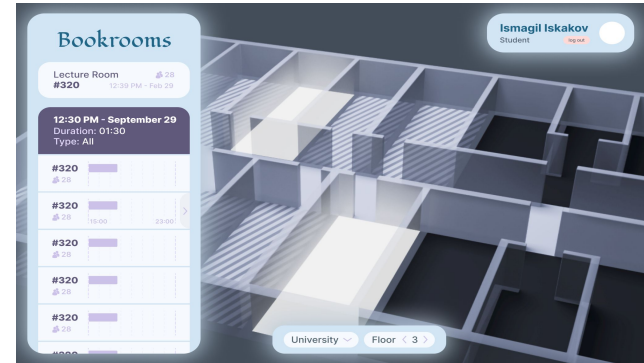 Bookrooms
Lecture Room 28
#320 12:39 PM - Feb 29
12:30 PM - September 29
Duration: 01:30
Type: All
#320
28
#320
28 15:00 23:00
#320
28
#320
28
#320
28
#320
Ismagil Iskakov
Student log out
University Floor < 3 >